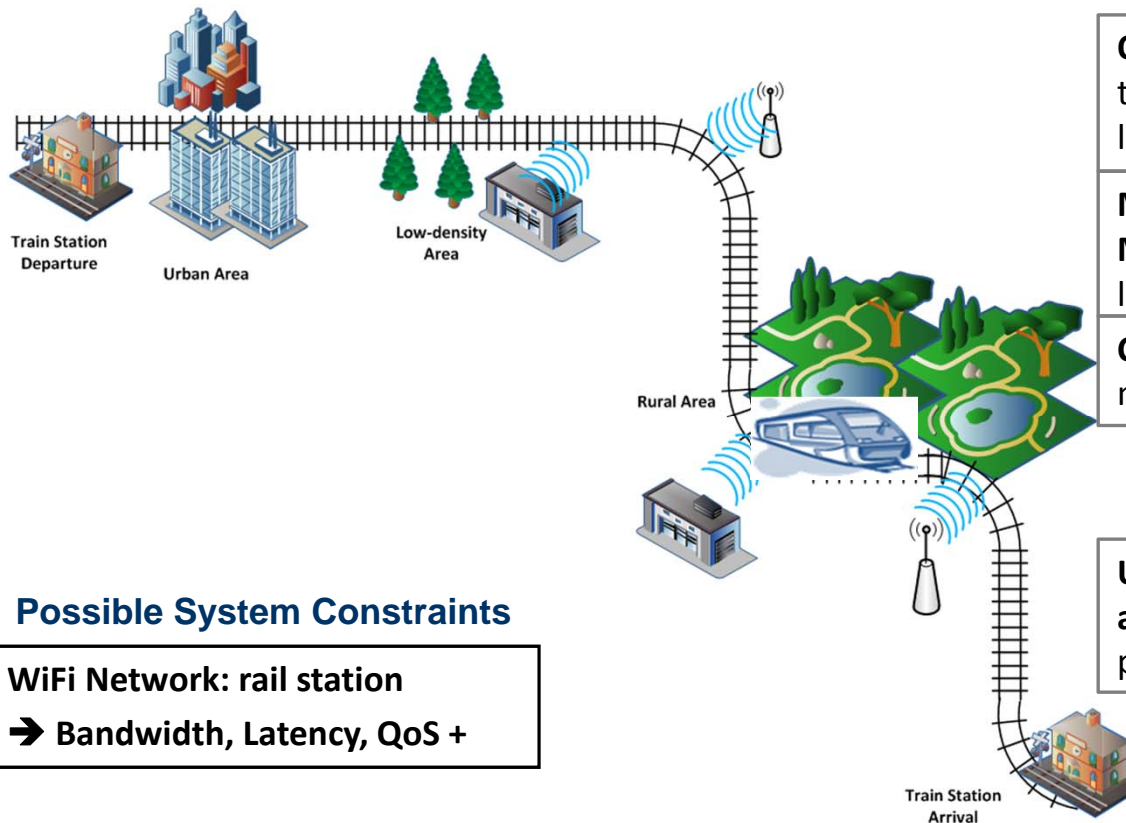 Train Station
Departure
Urban Area
Low-density
Area
Rural Area
Possible System Constraints
WiFi Network: rail station
➔ Bandwidth, Latency, QoS +
Train Station
Arrival